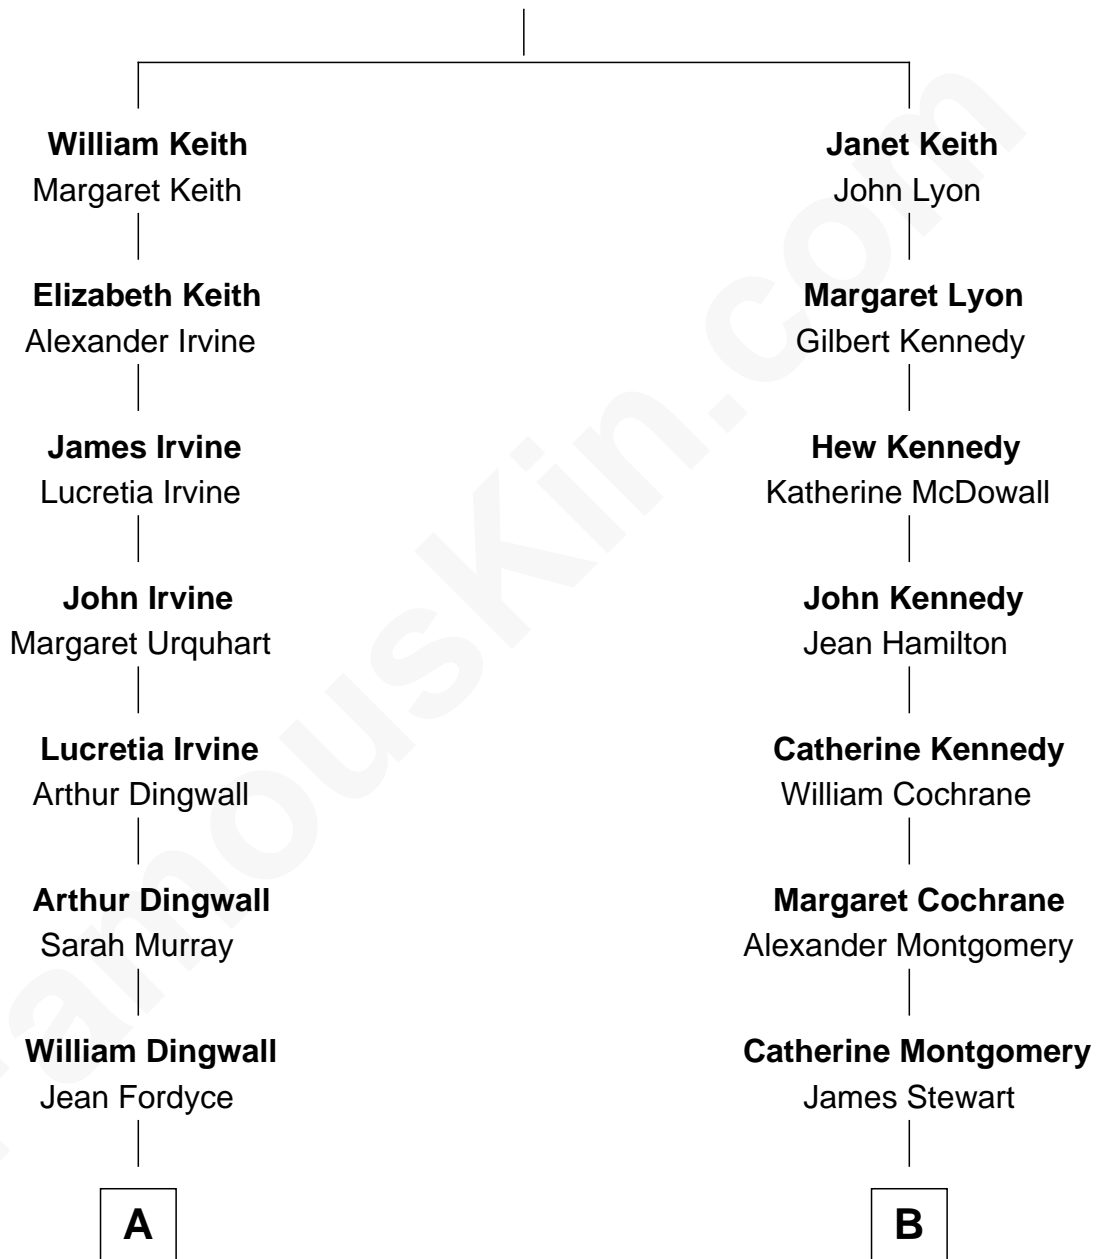 William Keith
Margaret Keith
Janet Keith
John Lyon
Elizabeth Keith
Alexander Irvine
Margaret Lyon
Gilbert Kennedy
James Irvine
Lucretia Irvine
Hew Kennedy
Katherine McDowall
John Irvine
Margaret Urquhart
John Kennedy
Jean Hamilton
Lucretia Irvine
Arthur Dingwall
Catherine Kennedy
William Cochrane
Arthur Dingwall
Sarah Murray
Margaret Cochrane
Alexander Montgomery
William Dingwall
Jean Fordyce
Catherine Montgomery
James Stewart
A
B
FamousKin.com